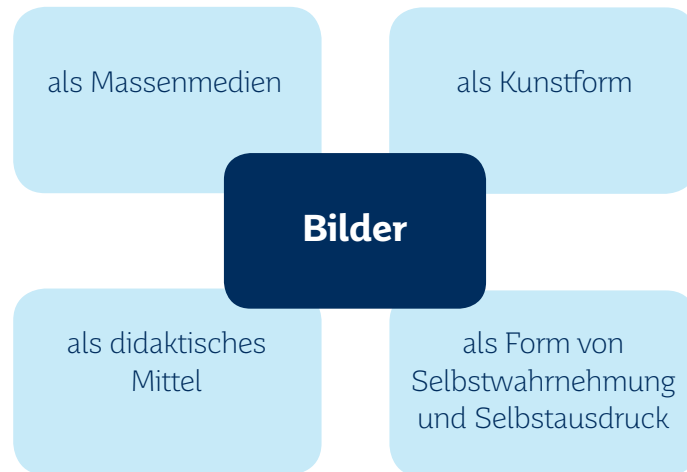 als Massenmedien
als Kunstform
Bilder
als didaktisches
Mittel
als Form von
Selbstwahrnehmung
und Selbstausdruck